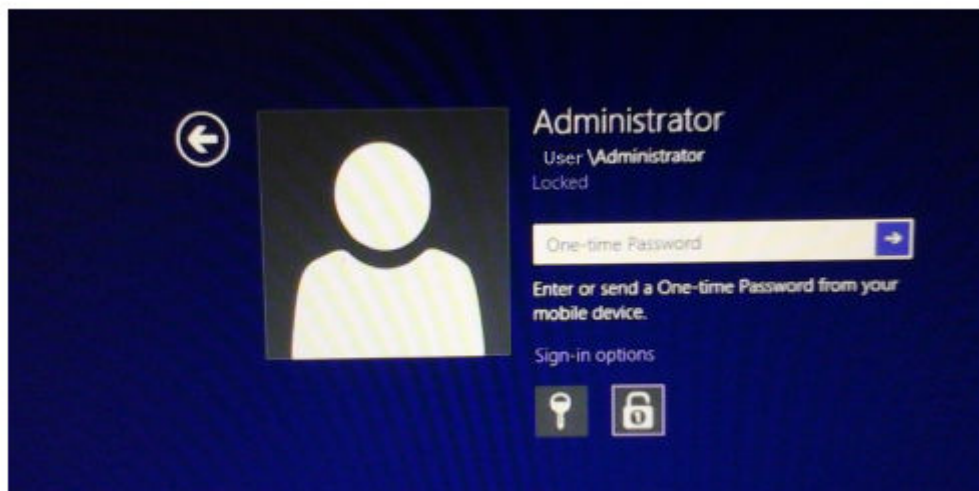 Administrator
User \Administrator
Locked
One-time Password
Enter or send a One-time Password from your
mobile device.
Sign-in options
1